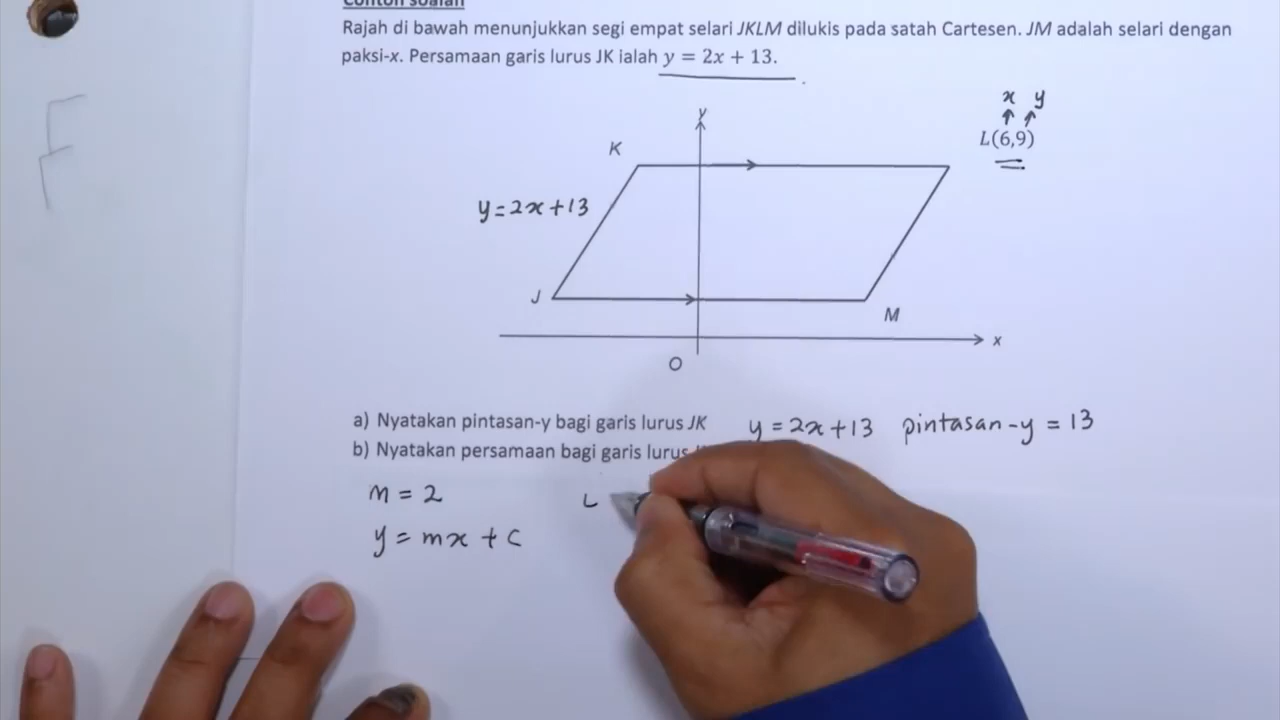 Contoh soalan
Rajah di bawah menunjukkan segi empat selari JKLM dilukis pada satah Cartesen. JM adalah selari dengan
paksi-x. Persamaan garis lurus JK ialah y = 2x + 13.
x y
y
L(6,9)
K
y = 2x + 13
J
M
x
O
a) Nyatakan pintasan-y bagi garis lurus JK
y = 2x + 13 pintasan - y = 13
b) Nyatakan persamaan bagi garis lurus
m = 2
L
y = mx + c